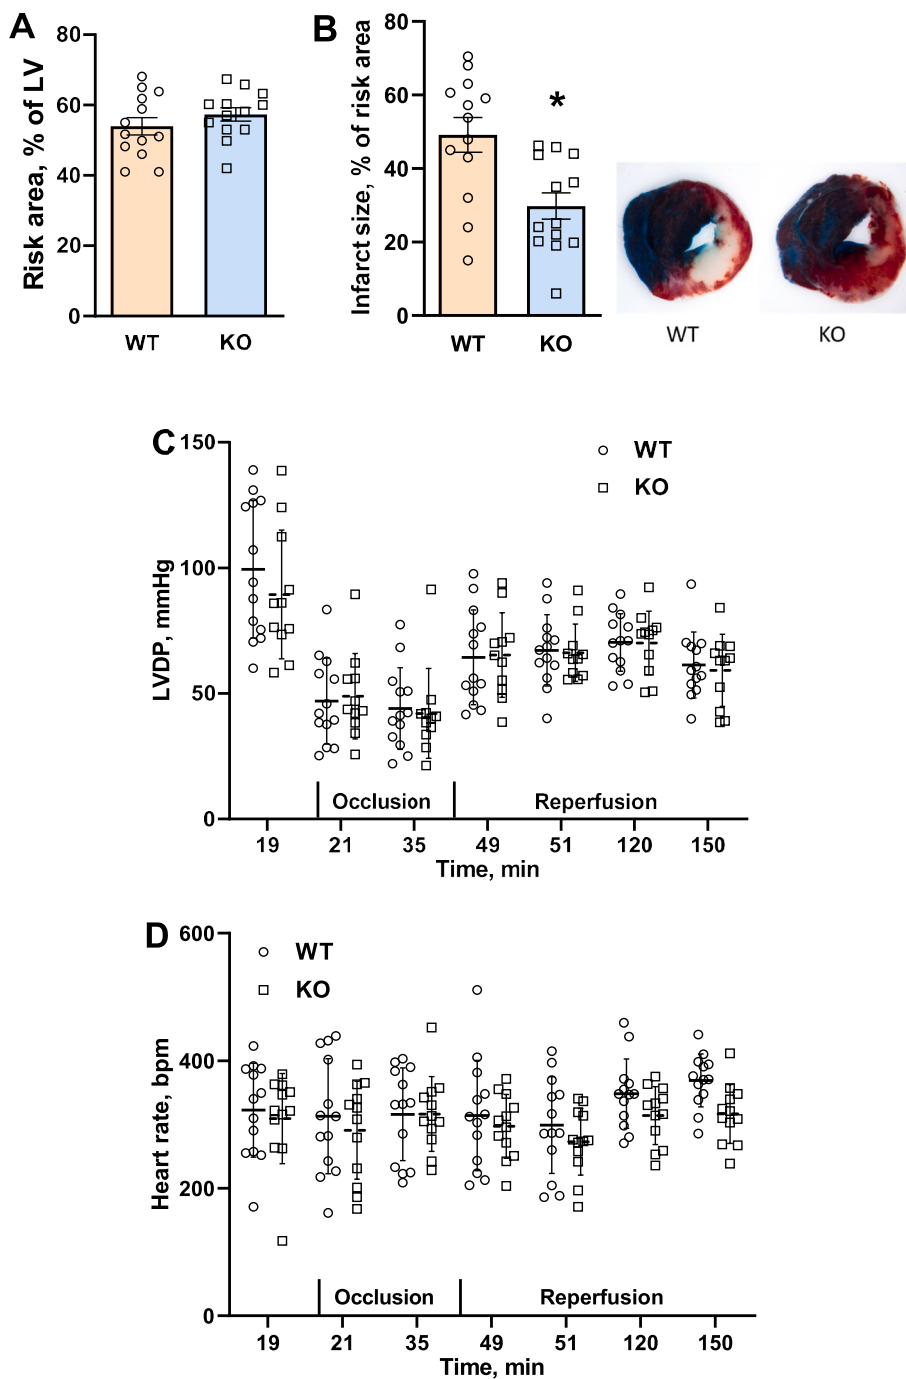 A
Risk area, % of LV
80
60
40
20
0
WT KO
B
Infarct size, % of risk area
80
60
40
20
0
*
WT KO
WT KO
C
LVDP, mmHg
150
100
50
0
WT
KO
Occlusion Reperfusion
19 21 35 49 51 120 150
Time, min
D
Heart rate, bpm
600
400
200
0
WT
KO
Occlusion Reperfusion
19 21 35 49 51 120 150
Time, min